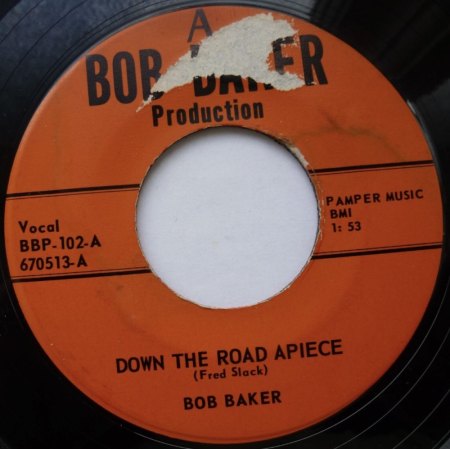 A
BOB BAKER
Production
Vocal
BBP-102-A
670513-A
PAMPER MUSIC
BMI
1: 53
DOWN THE ROAD APIECE
(Fred Slack)
BOB BAKER